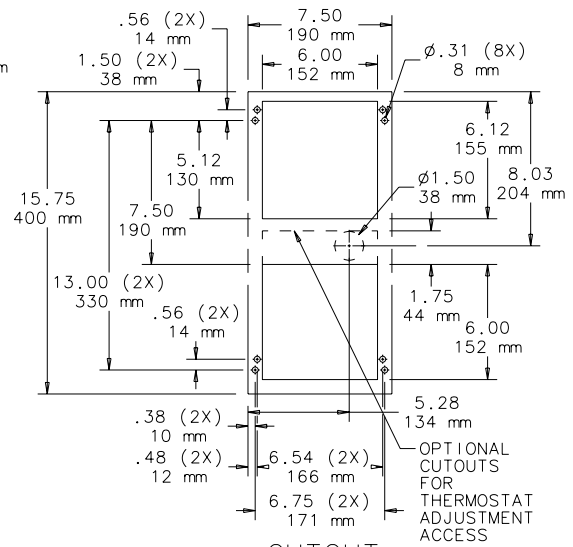 .56 (2X)
14 mm
7.50
190 mm
Ø.31 (8X)
8 mm
m
1.50 (2X)
38 mm
6.00
152 mm
5.12
130 mm
6.12
155 mm
8.03
204 mm
Ø1.50
38 mm
15.75
400 mm
7.50
190 mm
13.00 (2X)
330 mm
1.75
44 mm
.56 (2X)
14 mm
6.00
152 mm
5.28
134 mm
.38 (2X)
10 mm
.48 (2X)
12 mm
6.54 (2X)
166 mm
6.75 (2X)
171 mm
OPTIONAL
CUTOUTS
FOR
THERMOSTAT
ADJUSTMENT
ACCESS